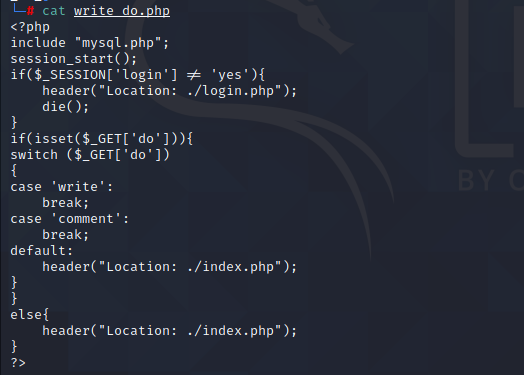 └─# cat write_do.php
<?php
include "mysql.php";
session_start();
if($_SESSION['login'] != 'yes'){
    header("Location: ./login.php");
    die();
}
if(isset($_GET['do'])){
switch ($_GET['do'])
{
case 'write':
    break;
case 'comment':
    break;
default:
    header("Location: ./index.php");
}
}
else{
    header("Location: ./index.php");
}
?>
BY O